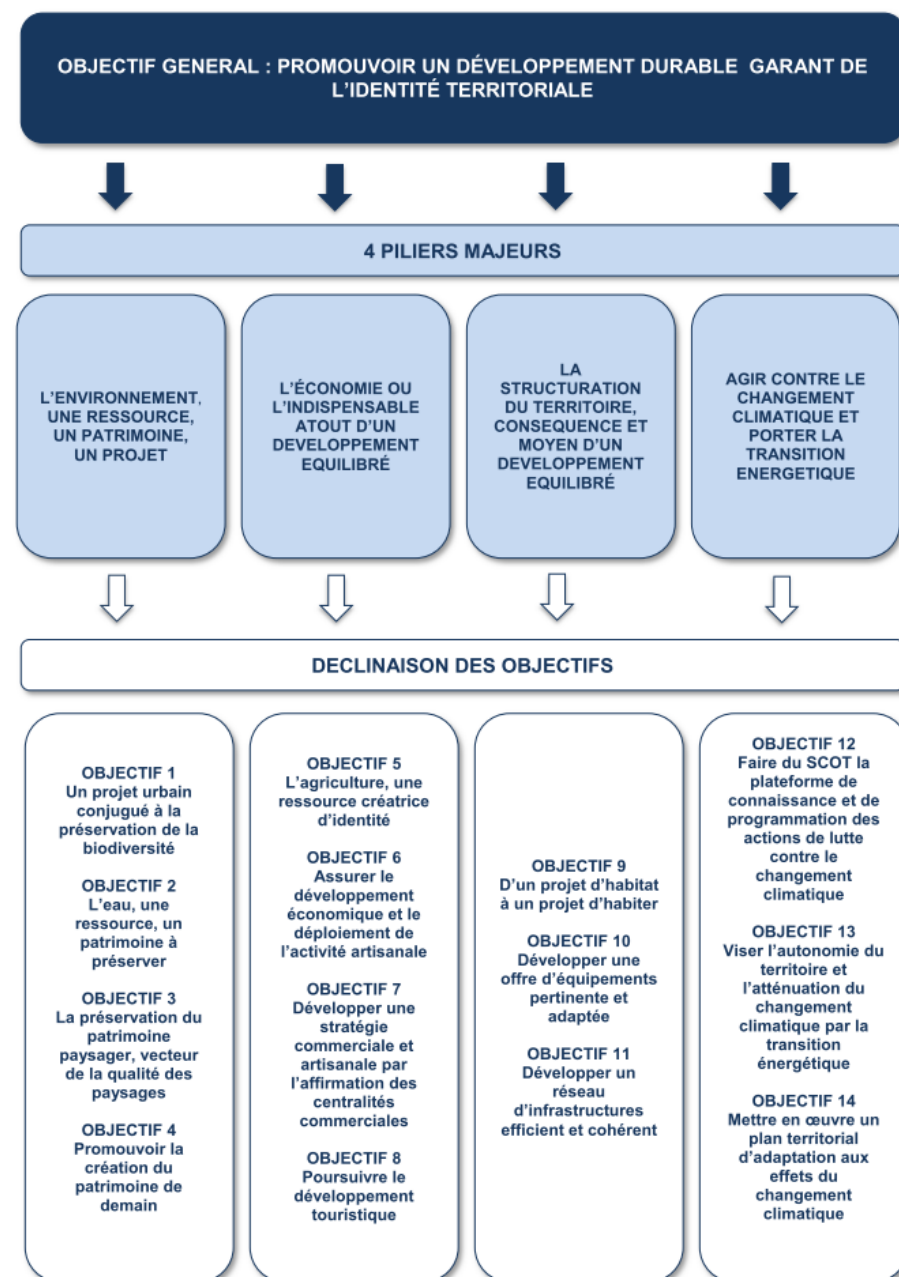 OBJECTIF GENERAL : PROMOUVOIR UN DÉVELOPPEMENT DURABLE GARANT DE
L'IDENTITÉ TERRITORIALE
4 PILIERS MAJEURS
L'ENVIRONNEMENT,
UNE RESSOURCE,
UN PATRIMOINE,
UN PROJET
L'ÉCONOMIE OU
L'INDISPENSABLE
ATOUT D'UN
DEVELOPPEMENT
EQUILIBRÉ
LA
STRUCTURATION
DU TERRITOIRE,
CONSEQUENCE ET
MOYEN D'UN
DEVELOPPEMENT
EQUILIBRÉ
AGIR CONTRE LE
CHANGEMENT
CLIMATIQUE ET
PORTER LA
TRANSITION
ENERGETIQUE
DECLINAISON DES OBJECTIFS
OBJECTIF 1
Un projet urbain
conjugué à la
préservation de la
biodiversité
OBJECTIF 2
L'eau, une
ressource, un
patrimoine à
préserver
OBJECTIF 3
La préservation du
patrimoine
paysager, vecteur
de la qualité des
paysages
OBJECTIF 4
Promouvoir la
création du
patrimoine de
demain
OBJECTIF 5
L'agriculture, une
ressource créatrice
d'identité
OBJECTIF 6
Assurer le
développement
économique et le
déploiement de
l'activité artisanale
OBJECTIF 7
Développer une
stratégie
commerciale et
artisanale par
l'affirmation des
centralités
commerciales
OBJECTIF 8
Poursuivre le
développement
touristique
OBJECTIF 9
D'un projet d'habitat
à un projet d'habiter
OBJECTIF 10
Développer une
offre d'équipements
pertinente et
adaptée
OBJECTIF 11
Développer un
réseau
d'infrastructures
efficient et cohérent
OBJECTIF 12
Faire du SCOT la
plateforme de
connaissance et de
programmation des
actions de lutte
contre le
changement
climatique
OBJECTIF 13
Viser l'autonomie du
territoire et
l'atténuation du
changement
climatique par la
transition
énergétique
OBJECTIF 14
Mettre en œuvre un
plan territorial
d'adaptation aux
effets du
changement
climatique